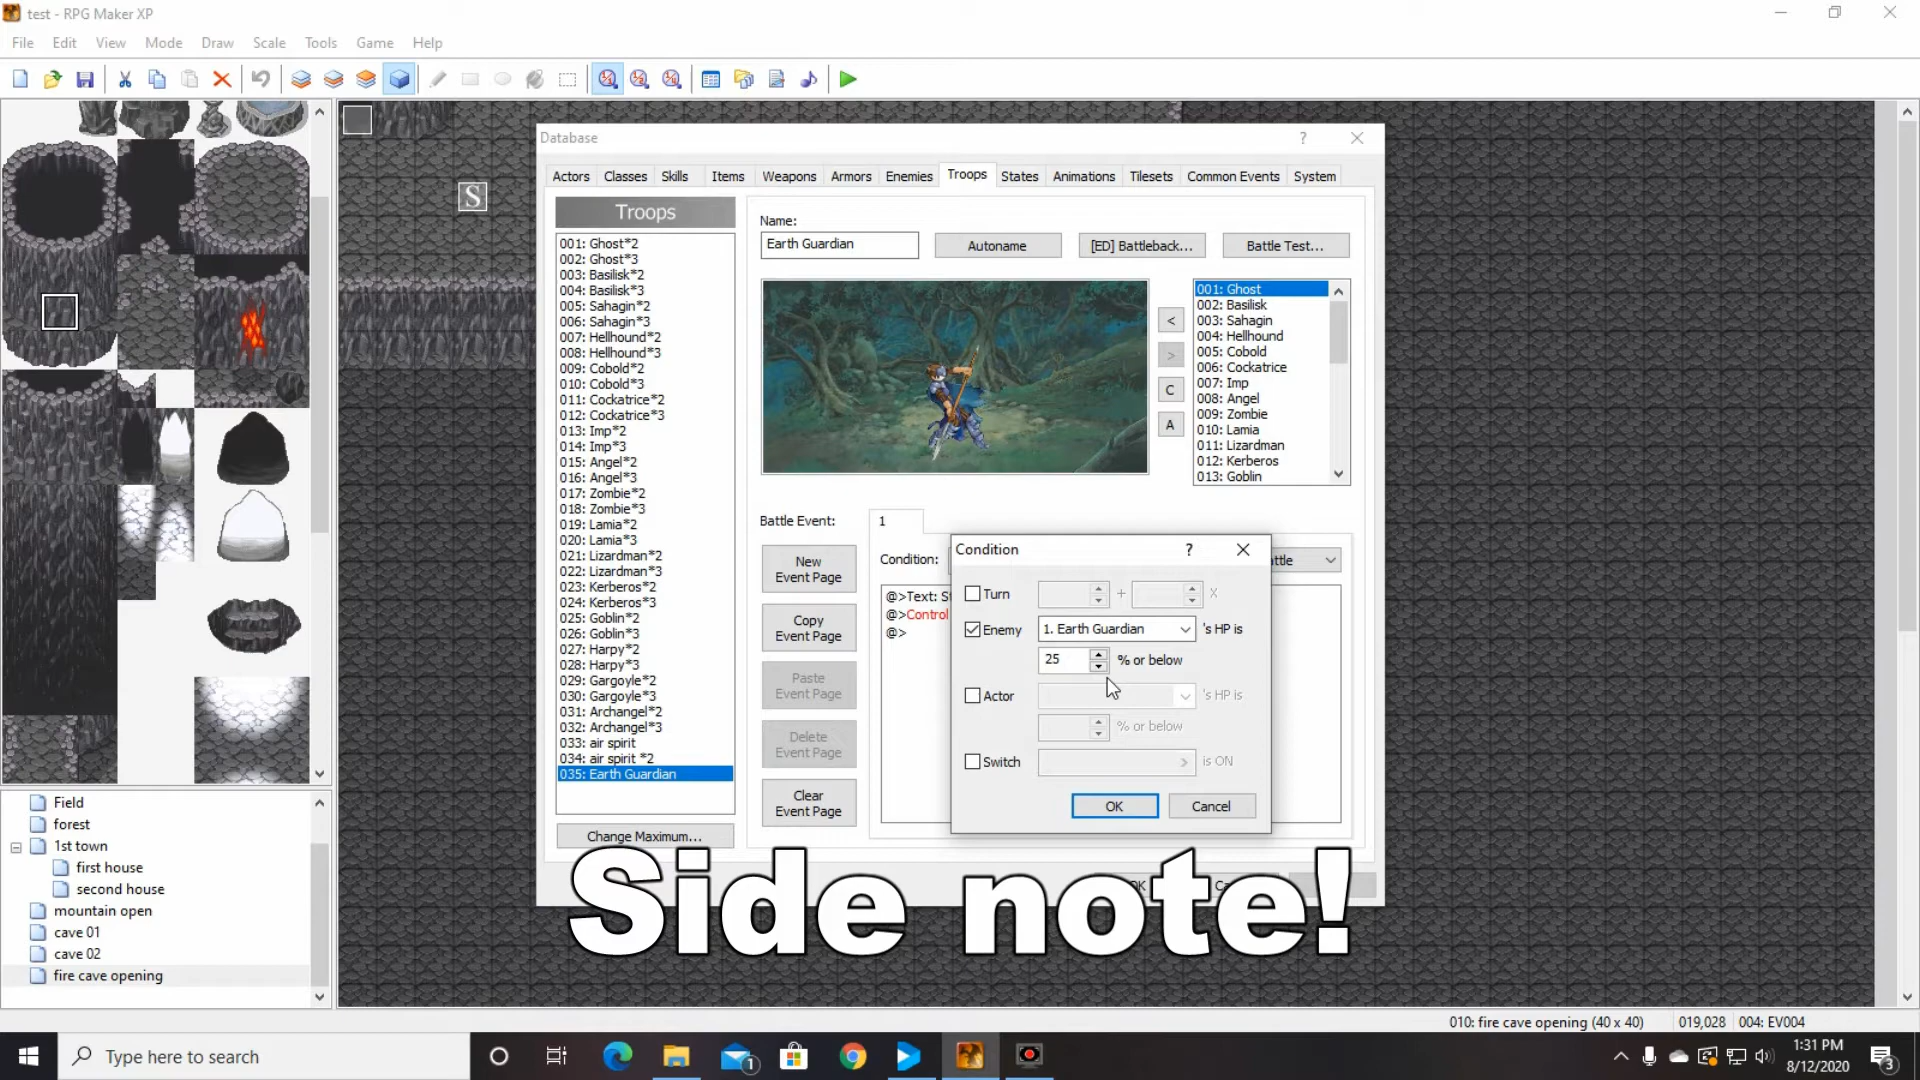 test - RPG Maker XP
File Edit View Mode Draw Scale Tools Game Help
Database
?
Actors Classes Skills Items Weapons Armors Enemies Troops States Animations Tilesets Common Events System
S
Troops
001: Ghost*2
002: Ghost*3
003: Basilisk*2
004: Basilisk*3
005: Sahagin*2
006: Sahagin*3
007: Hellhound*2
008: Hellhound*3
009: Cobold*2
010: Cobold*3
011: Cockatrice*2
012: Cockatrice*3
013: Imp*2
014: Imp*3
015: Angel*2
016: Angel*3
017: Zombie*2
018: Zombie*3
019: Lamia*2
020: Lamia*3
021: Lizardman*2
022: Lizardman*3
023: Kerberos*2
024: Kerberos*3
025: Goblin*2
026: Goblin*3
027: Harpy*2
028: Harpy*3
029: Gargoyle*2
030: Gargoyle*3
031: Archangel*2
032: Archangel*3
033: air spirit
034: air spirit *2
035: Earth Guardian
Change Maximum...
Name:
Earth Guardian
Autoname
[ED] Battleback...
Battle Test...
<
>
C
A
001: Ghost
002: Basilisk
003: Sahagin
004: Hellhound
005: Cobold
006: Cockatrice
007: Imp
008: Angel
009: Zombie
010: Lamia
011: Lizardman
012: Kerberos
013: Goblin
Battle Event:
1
New
Event Page
Copy
Event Page
Paste
Event Page
Delete
Event Page
Clear
Event Page
Condition:
@>Text:
@>Control
@>
Condition
?
Turn + X
Enemy 1. Earth Guardian 's HP is
25 % or below
Actor 's HP is
% or below
Switch is ON
OK
Cancel
Side note!
Field
forest
1st town
first house
second house
mountain open
cave 01
cave 02
fire cave opening
010: fire cave opening (40 x 40) 019,028 004: EV004
Type here to search
1
1:31 PM
8/12/2020
3